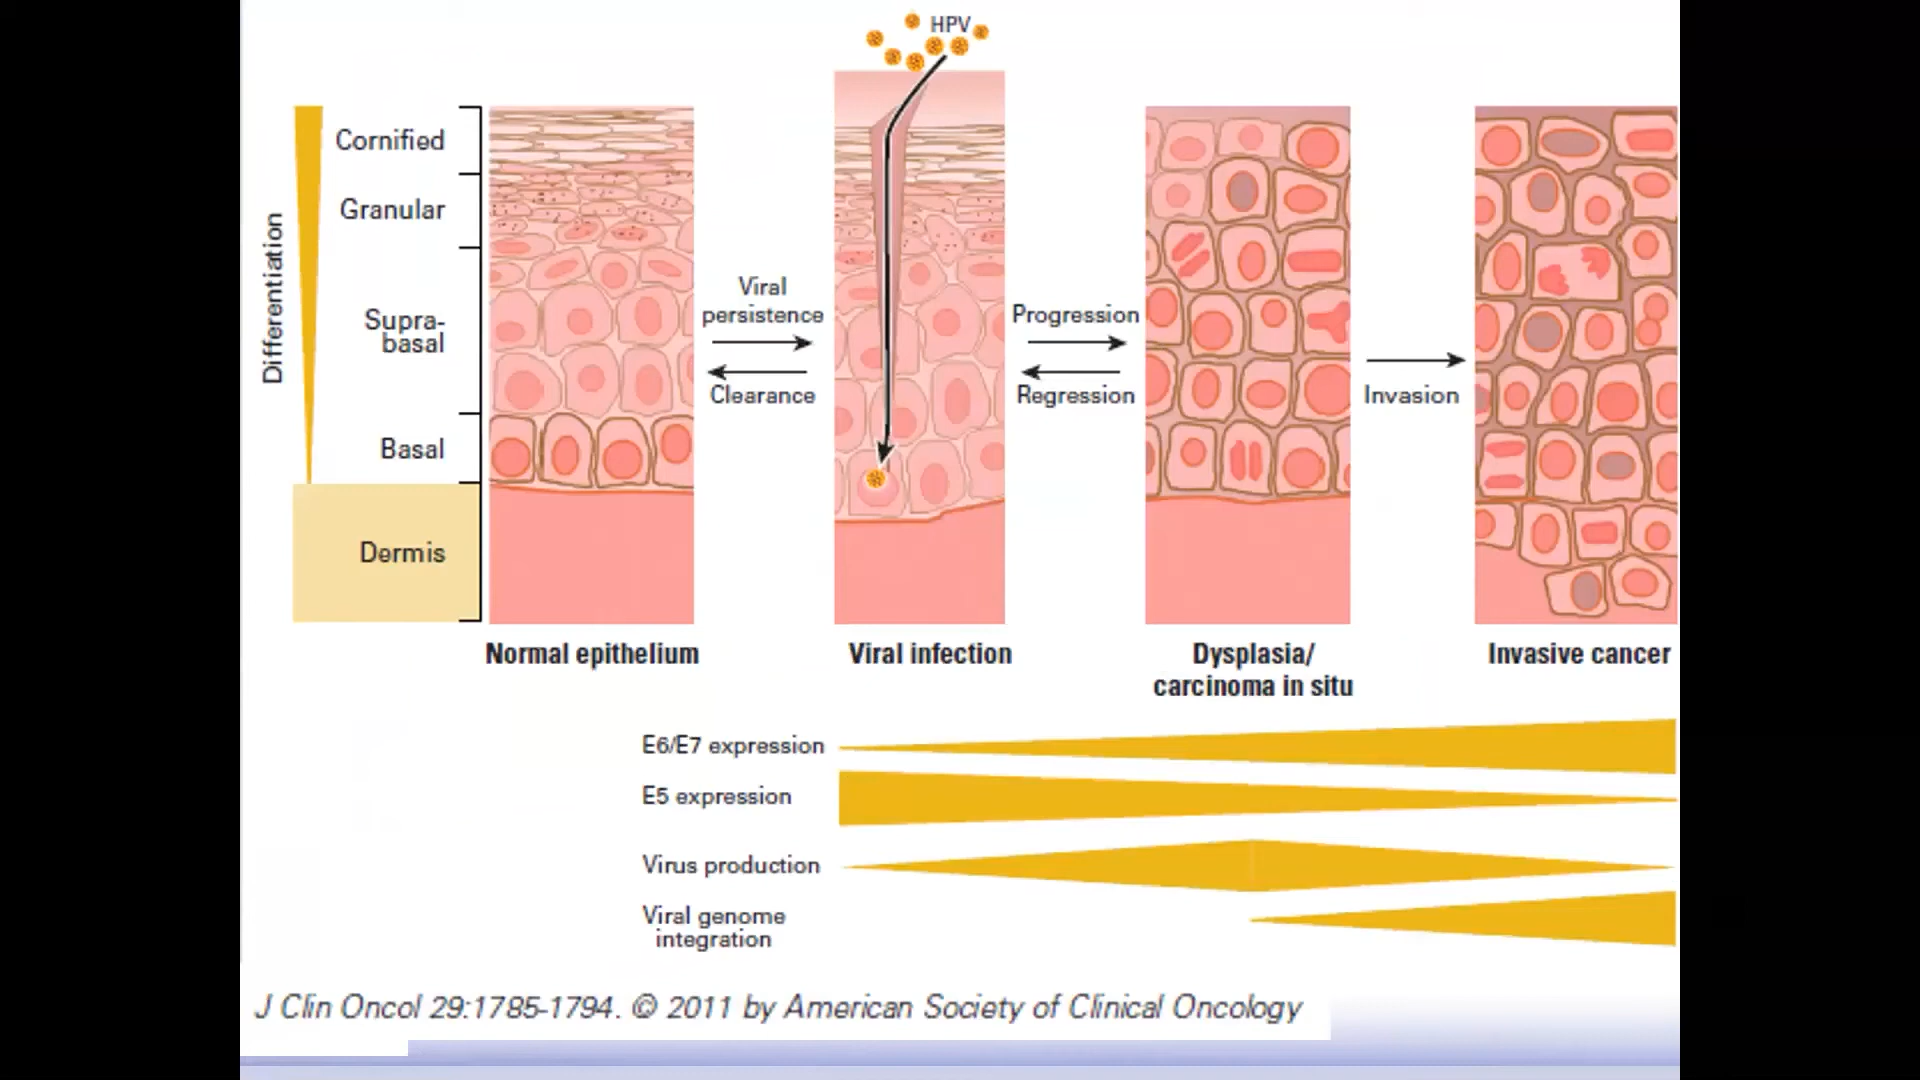 HPV
Differentiation
Cornified
Granular
Supra-
basal
Basal
Dermis
Viral
persistence
Clearance
Progression
Regression
Invasion
Normal epithelium
Viral infection
Dysplasia/
carcinoma in situ
Invasive cancer
E6/E7 expression
E5 expression
Virus production
Viral genome
integration
J Clin Oncol 29:1785-1794. © 2011 by American Society of Clinical Oncology